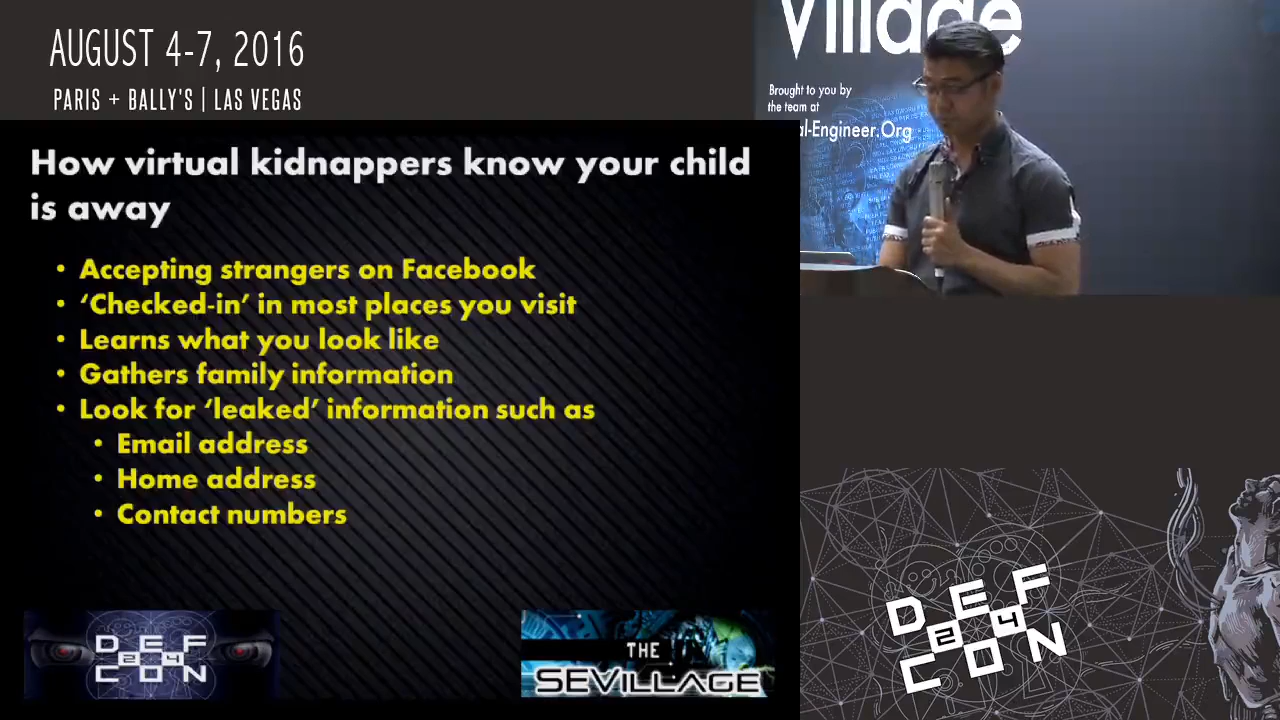 AUGUST 4-7, 2016
PARIS + BALLY'S | LAS VEGAS
Village
Brought to you by
the team at
al-Engineer.Org
How virtual kidnappers know your child
is away
• Accepting strangers on Facebook
• ‘Checked-in’ in most places you visit
• Learns what you look like
• Gathers family information
• Look for ‘leaked’ information such as
• Email address
• Home address
• Contact numbers
DEF
24
CON
THE
SEVILLAGE
DEF
24
CON